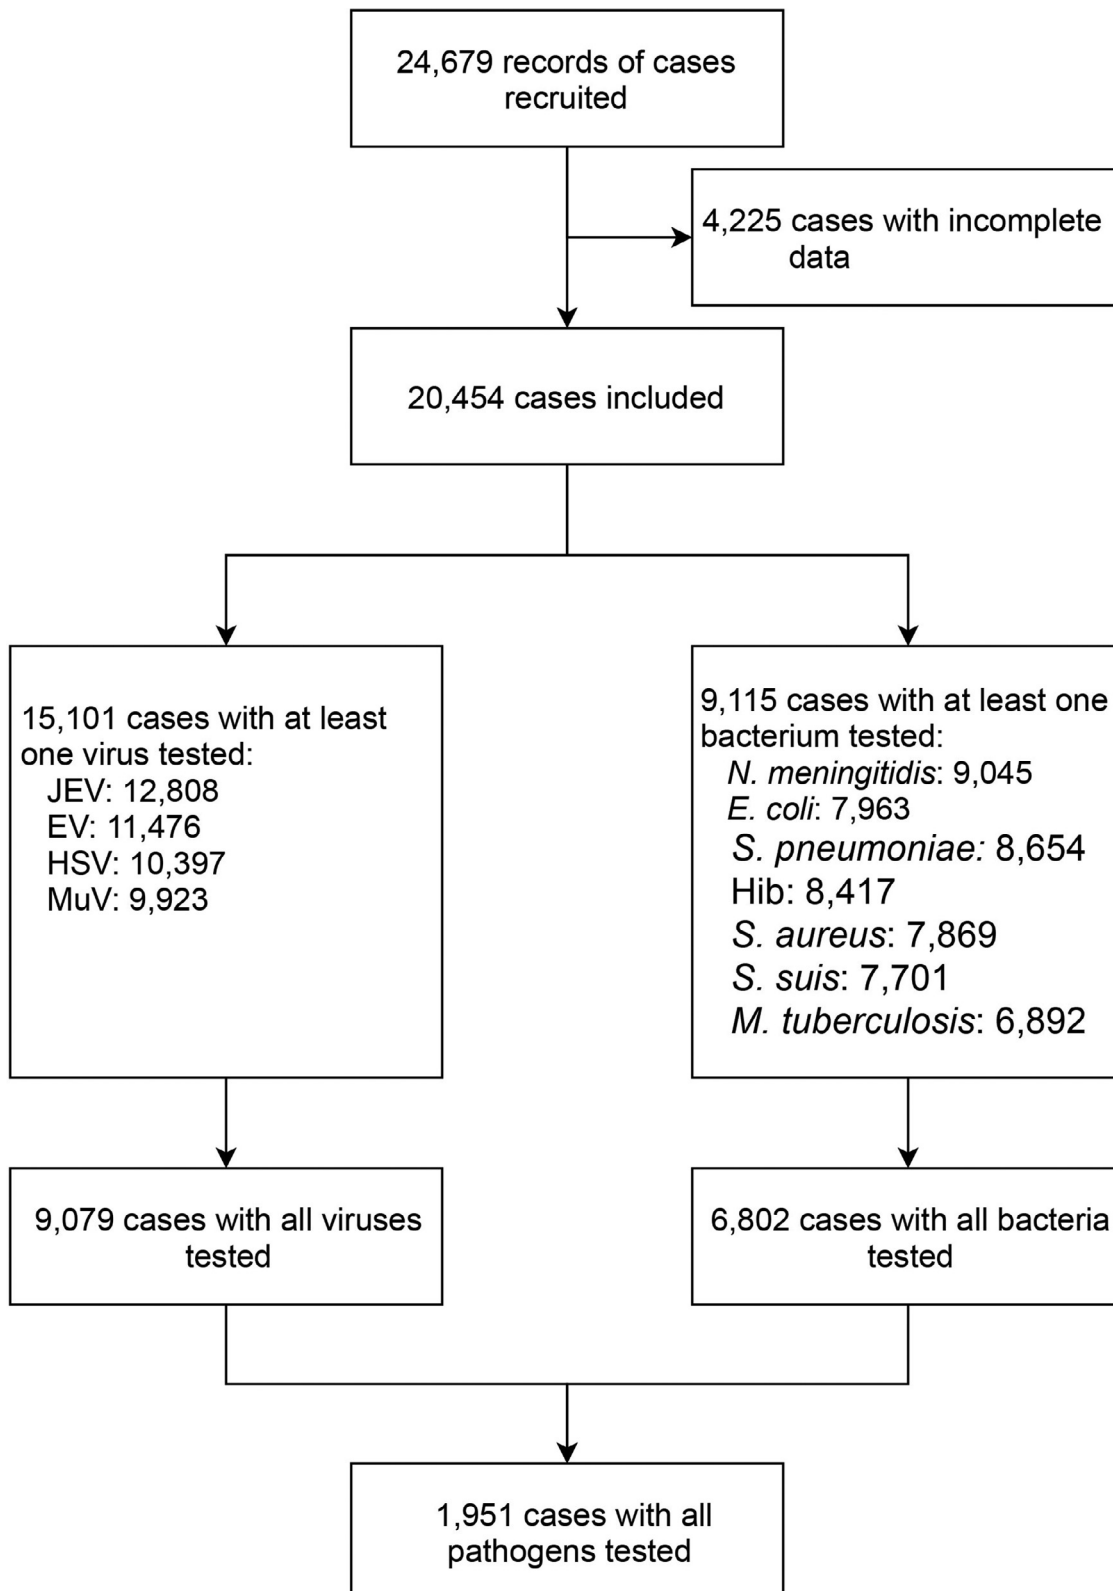 24,679 records of cases
recruited
4,225 cases with incomplete
data
20,454 cases included
15,101 cases with at least
one virus tested:
JEV: 12,808
EV: 11,476
HSV: 10,397
MuV: 9,923
9,115 cases with at least one
bacterium tested:
N. meningitidis: 9,045
E. coli: 7,963
S. pneumoniae: 8,654
Hib: 8,417
S. aureus: 7,869
S. suis: 7,701
M. tuberculosis: 6,892
9,079 cases with all viruses
tested
6,802 cases with all bacteria
tested
1,951 cases with all
pathogens tested